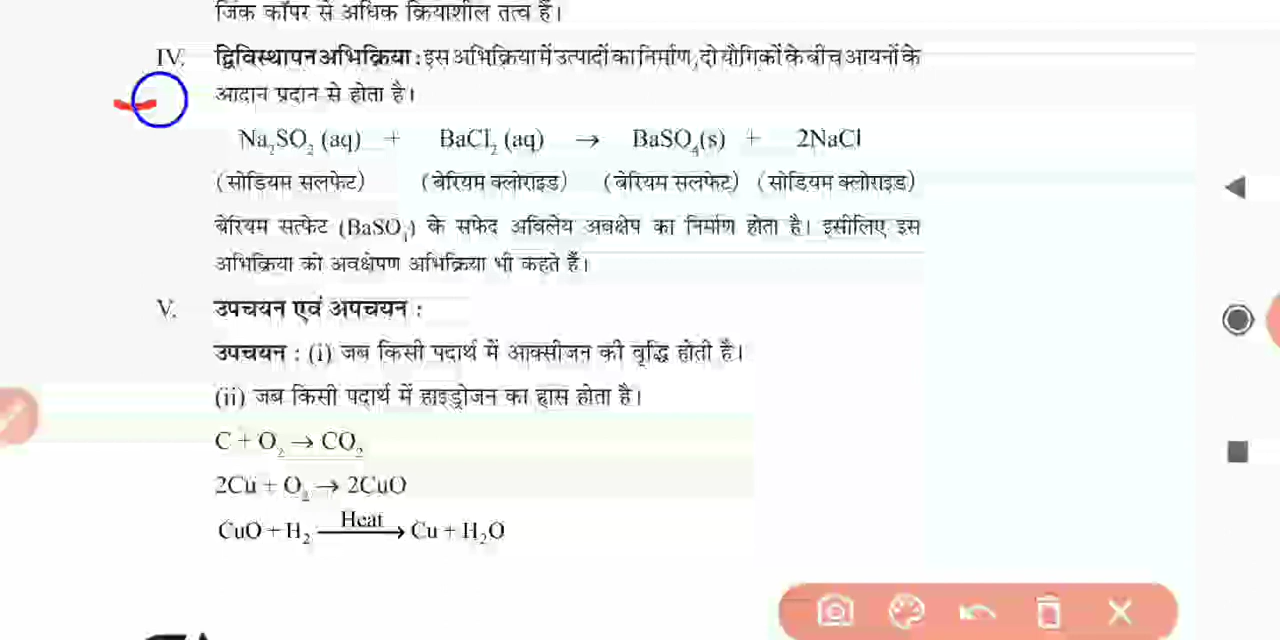 जिंक कॉपर से अधिक क्रियाशील तत्व हैं।
IV. द्विविस्थापन अभिक्रिया : इस अभिक्रिया में उत्पादों का निर्माण, दो यौगिकों के बीच आयनों के
आदान प्रदान से होता है।
Na₂SO₂ (aq) + BaCl₂ (aq) → BaSO₄(s) + 2NaCl
(सोडियम सलफेट) (बेरियम क्लोराइड) (बेरियम सलफेट) (सोडियम क्लोराइड)
बेरियम सल्फेट (BaSO₄) के सफेद अविलेय अवक्षेप का निर्माण होता है। इसीलिए इस
अभिक्रिया को अवक्षेपण अभिक्रिया भी कहते हैं।
V. उपचयन एवं अपचयन :
उपचयन : (i) जब किसी पदार्थ में आक्सीजन की वृद्धि होती है।
(ii) जब किसी पदार्थ में हाइड्रोजन का ह्रास होता है।
C + O₂ → CO₂
2Cu + O₂ → 2CuO
CuO + H₂ Heat → Cu + H₂O